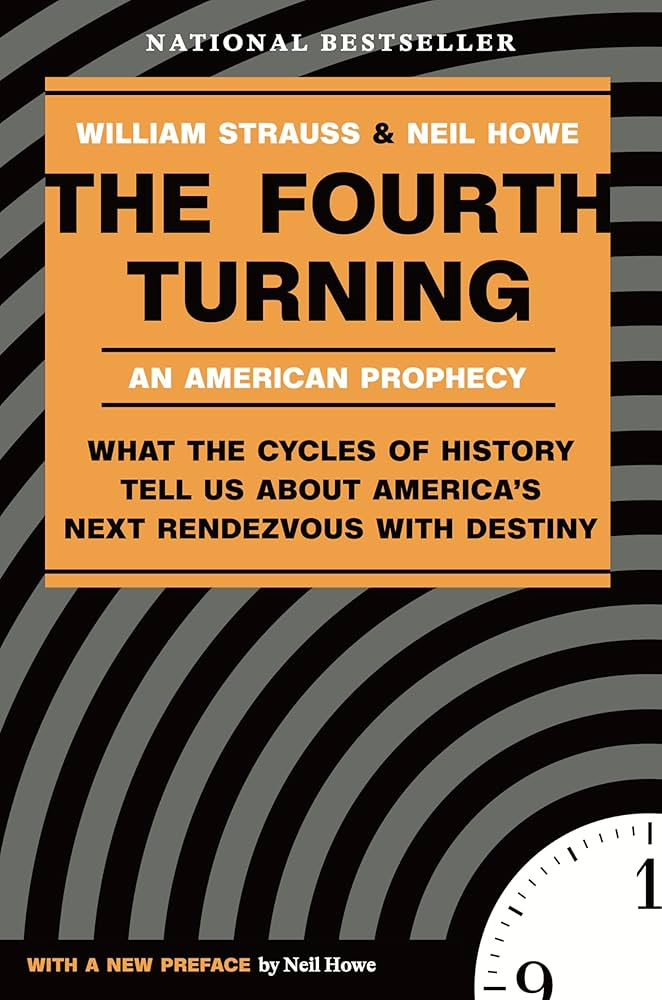 NATIONAL BESTSELLER
WILLIAM STRAUSS & NEIL HOWE
THE FOURTH
TURNING
AN AMERICAN PROPHECY
WHAT THE CYCLES OF HISTORY
TELL US ABOUT AMERICA’S
NEXT RENDEZVOUS WITH DESTINY
1
9
WITH A NEW PREFACE by Neil Howe